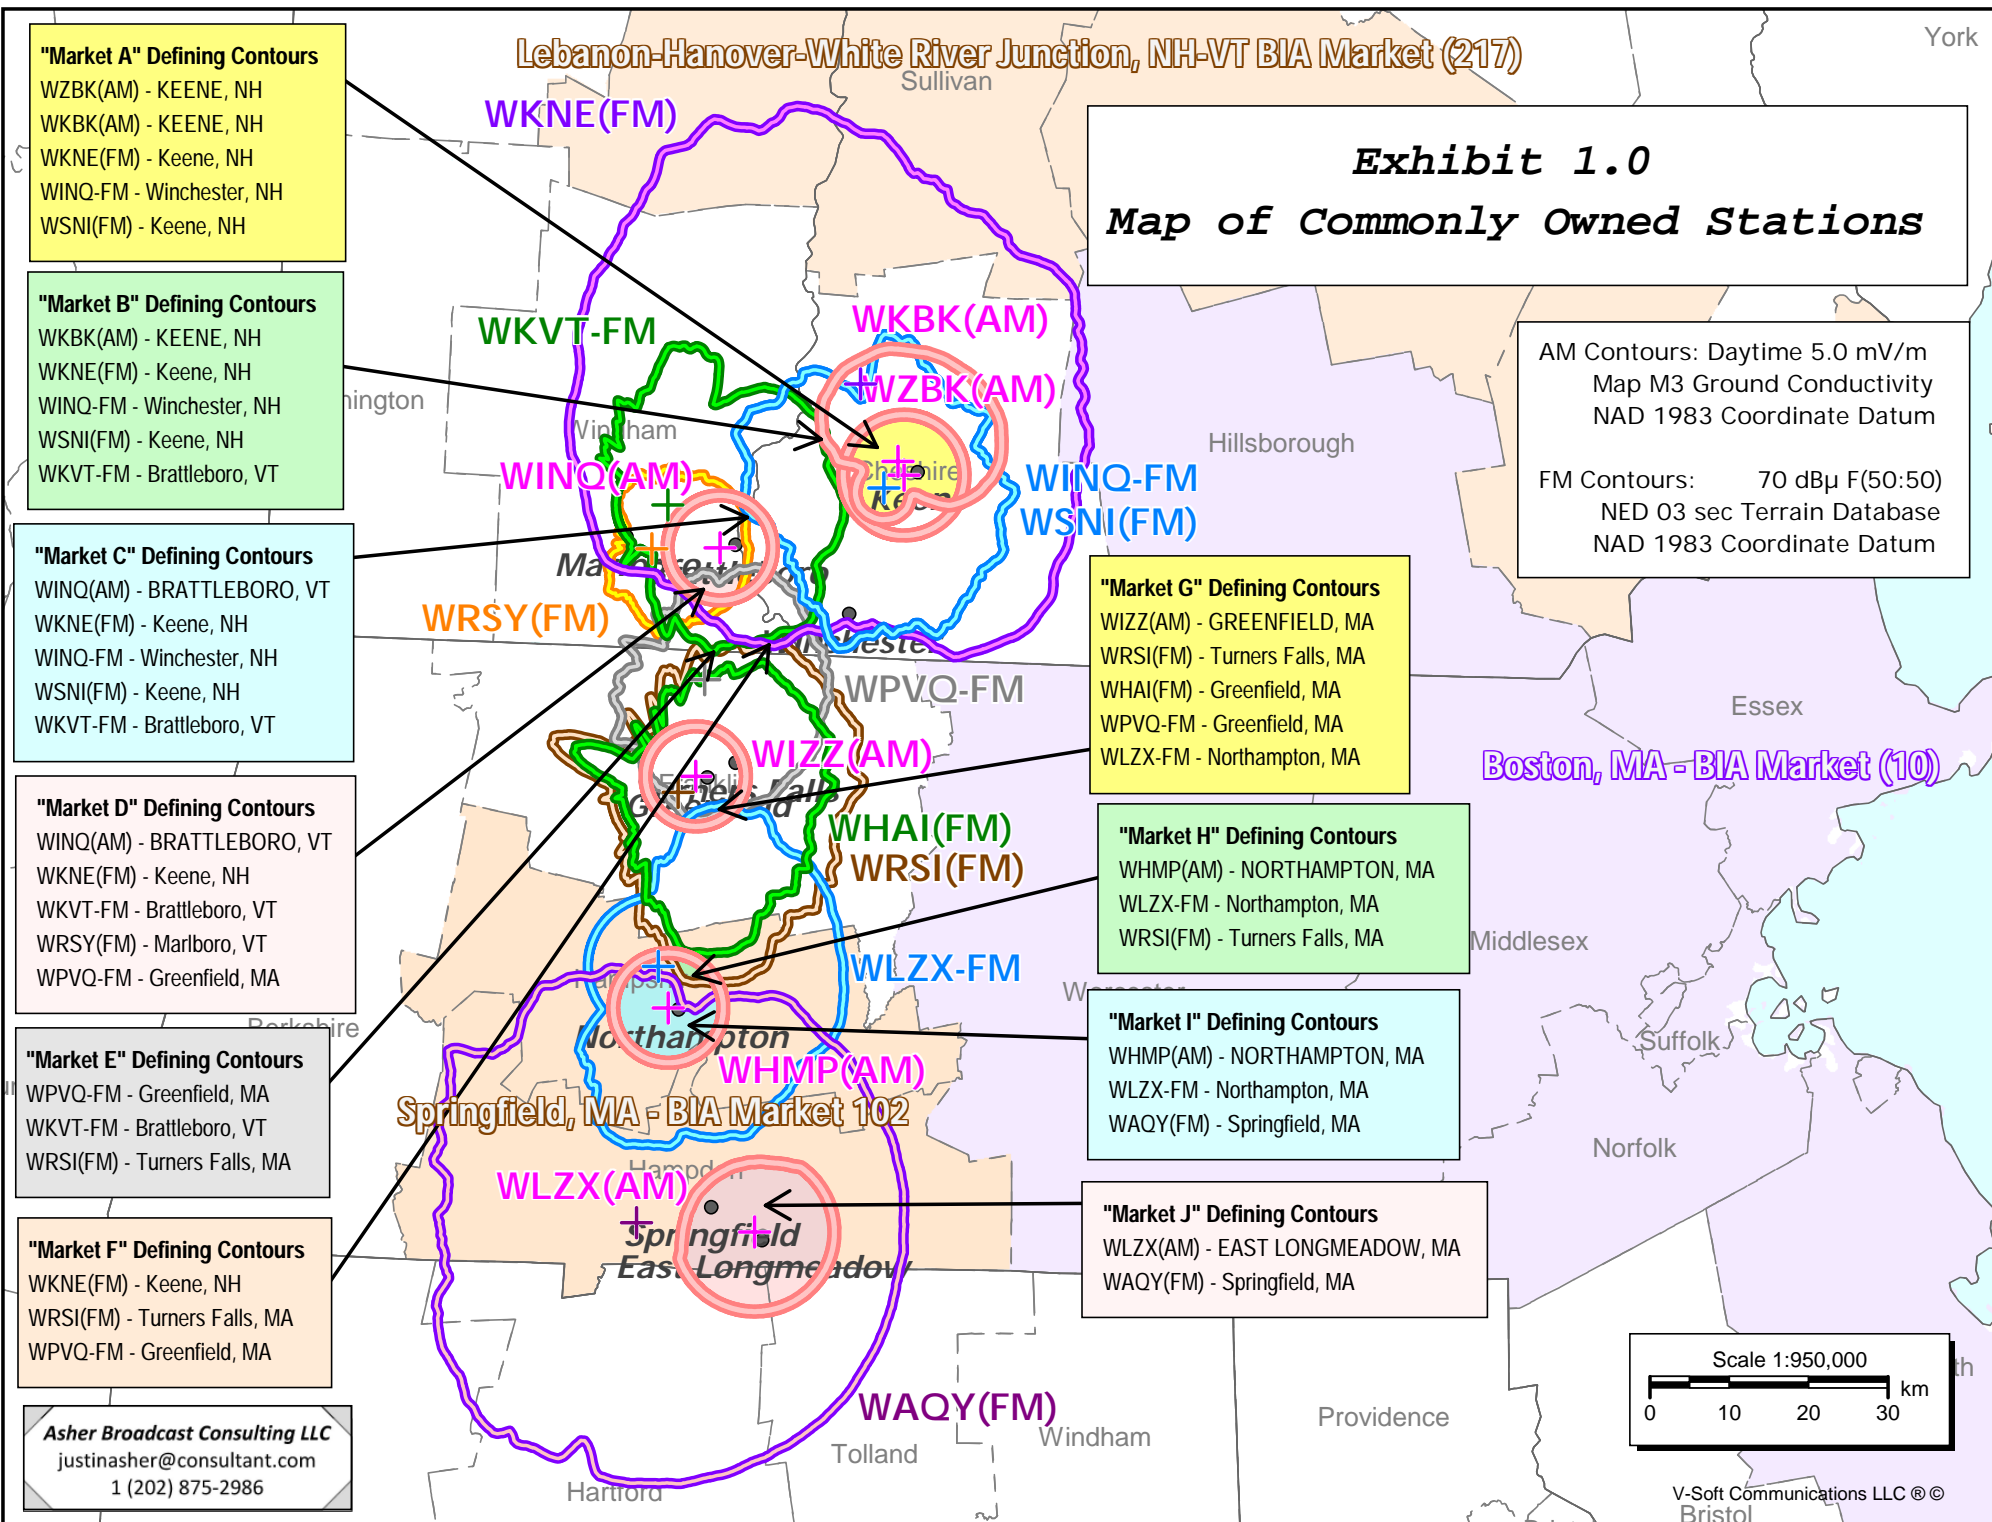 "Market A" Defining Contours
WZBK(AM) - KEENE, NH
WKBK(AM) - KEENE, NH
WKNE(FM) - Keene, NH
WINQ-FM - Winchester, NH
WSNI(FM) - Keene, NH
"Market B" Defining Contours
WKBK(AM) - KEENE, NH
WKNE(FM) - Keene, NH
WINQ-FM - Winchester, NH
WSNI(FM) - Keene, NH
WKVT-FM - Brattleboro, VT
"Market C" Defining Contours
WINQ(AM) - BRATTLEBORO, VT
WKNE(FM) - Keene, NH
WINQ-FM - Winchester, NH
WSNI(FM) - Keene, NH
WKVT-FM - Brattleboro, VT
"Market D" Defining Contours
WINQ(AM) - BRATTLEBORO, VT
WKNE(FM) - Keene, NH
WKVT-FM - Brattleboro, VT
WRSY(FM) - Marlboro, VT
WPVQ-FM - Greenfield, MA
"Market E" Defining Contours
WPVQ-FM - Greenfield, MA
WKVT-FM - Brattleboro, VT
WRSI(FM) - Turners Falls, MA
"Market F" Defining Contours
WKNE(FM) - Keene, NH
WRSI(FM) - Turners Falls, MA
WPVQ-FM - Greenfield, MA
Asher Broadcast Consulting LLC
justinasher@consultant.com
1 (202) 875-2986
Lebanon-Hanover-White River Junction, NH-VT BIA Market (217)
Sullivan
York
WKNE(FM)
Exhibit 1.0
Map of Commonly Owned Stations
WKVT-FM
WKBK(AM)
WZBK(AM)
Windham
Cheshire
Keene
Hillsborough
WINQ(AM)
WINQ-FM
WSNI(FM)
AM Contours: Daytime 5.0 mV/m
Map M3 Ground Conductivity
NAD 1983 Coordinate Datum
FM Contours: 70 dBµ F(50:50)
NED 03 sec Terrain Database
NAD 1983 Coordinate Datum
WRSY(FM)
Winchester
"Market G" Defining Contours
WIZZ(AM) - GREENFIELD, MA
WRSI(FM) - Turners Falls, MA
WHAI(FM) - Greenfield, MA
WPVQ-FM - Greenfield, MA
WLZX-FM - Northampton, MA
WPVQ-FM
Essex
WIZZ(AM)
Boston, MA - BIA Market (10)
WHAI(FM)
WRSI(FM)
"Market H" Defining Contours
WHMP(AM) - NORTHAMPTON, MA
WLZX-FM - Northampton, MA
WRSI(FM) - Turners Falls, MA
Middlesex
WLZX-FM
Worcester
Berkshire
Northampton
WHMP(AM)
"Market I" Defining Contours
WHMP(AM) - NORTHAMPTON, MA
WLZX-FM - Northampton, MA
WAQY(FM) - Springfield, MA
Suffolk
Springfield, MA - BIA Market 102
Norfolk
Hampden
WLZX(AM)
Springfield
East Longmeadow
"Market J" Defining Contours
WLZX(AM) - EAST LONGMEADOW, MA
WAQY(FM) - Springfield, MA
WAQY(FM)
Providence
Windham
Tolland
Hartford
Scale 1:950,000
km
0 10 20 30
V-Soft Communications LLC ® ©
Bristol